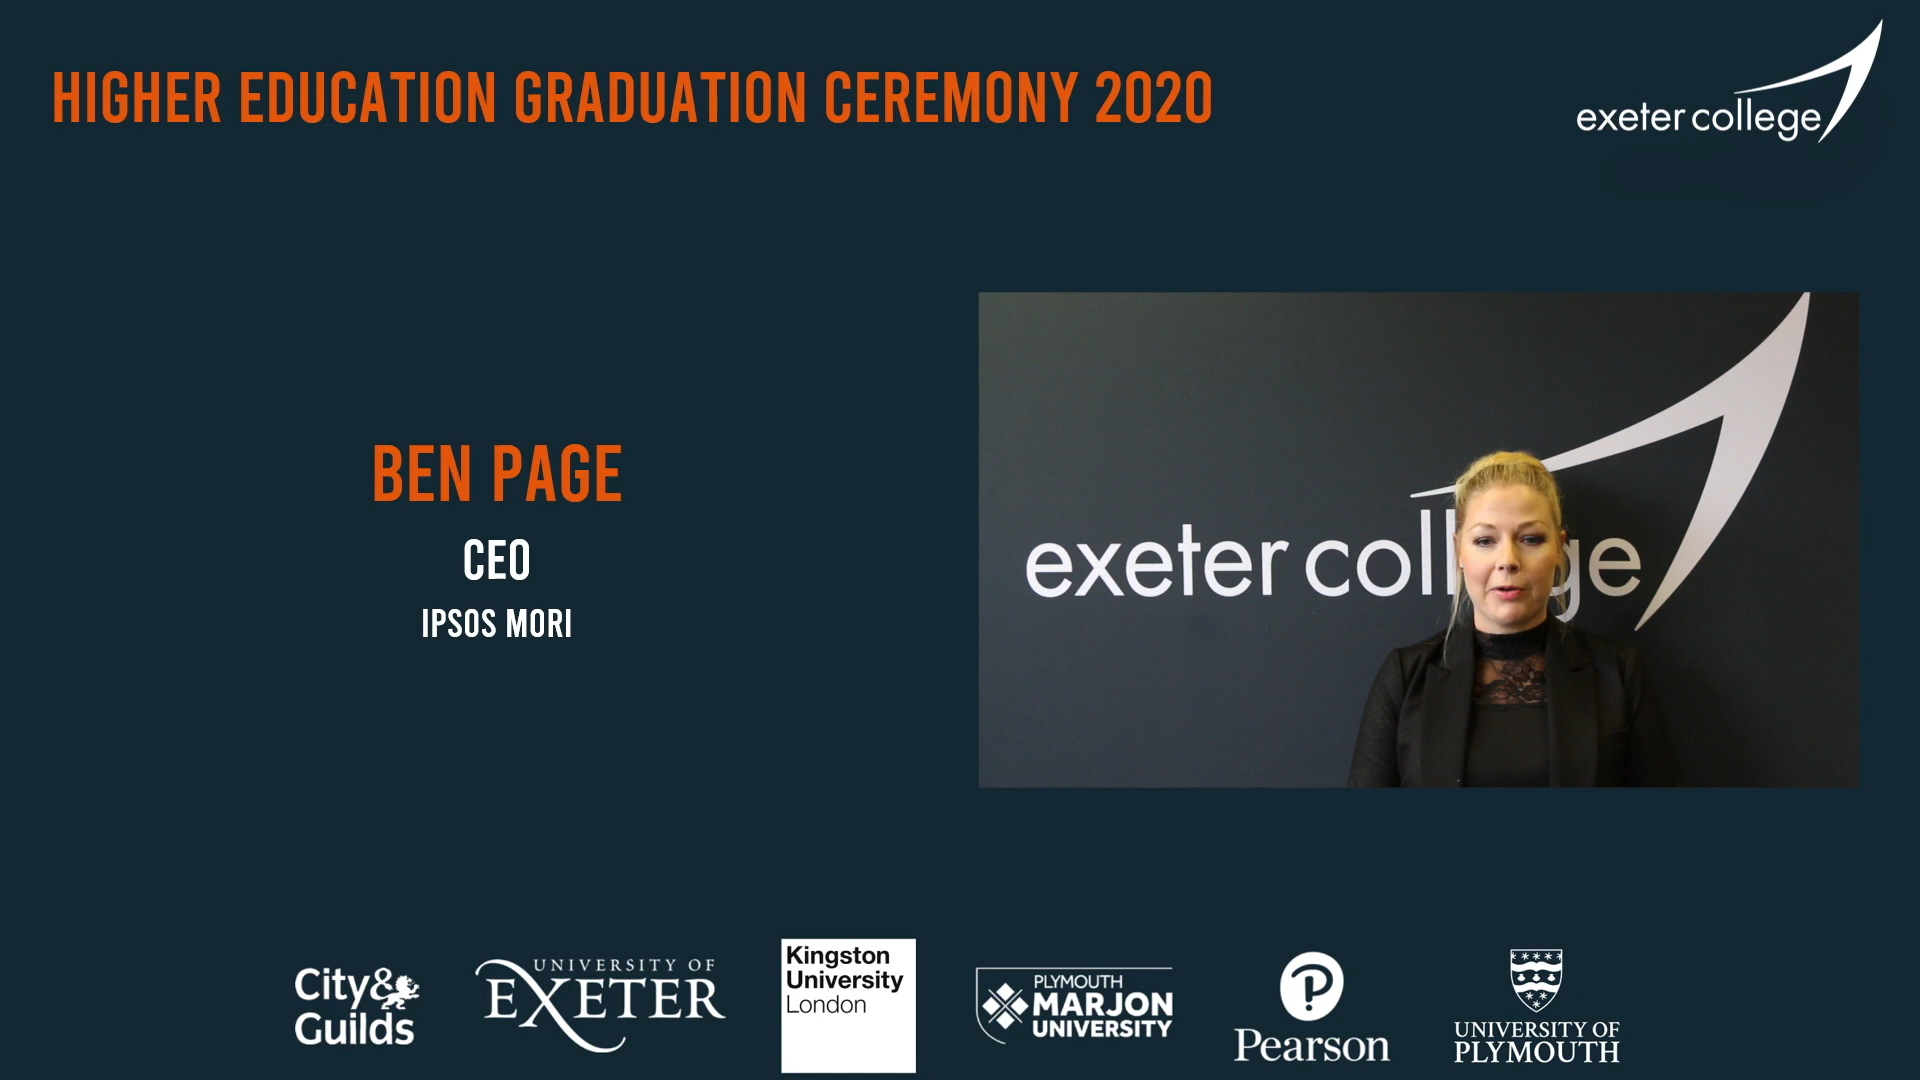 HIGHER EDUCATION GRADUATION CEREMONY 2020
exeter college
BEN PAGE
CEO
IPSOS MORI
exeter coll ge
City&
Guilds
UNIVERSITY OF
EXETER
Kingston
University
London
PLYMOUTH
MARJON
UNIVERSITY
Pearson
UNIVERSITY OF
PLYMOUTH